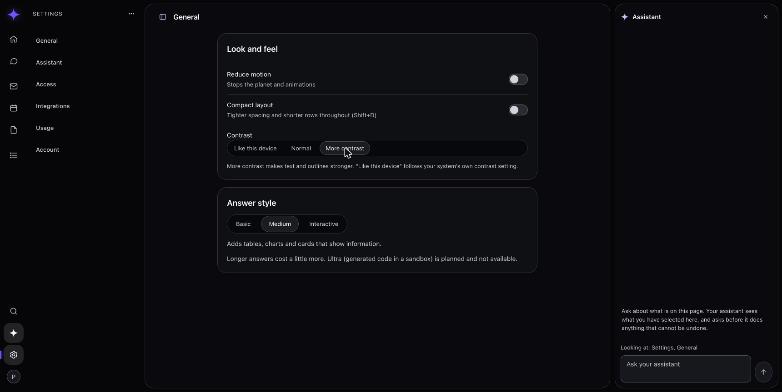 SETTINGS
General
Assistant
Access
Integrations
Usage
Account
P
General
Look and feel
Reduce motion
Stops the planet and animations
Compact layout
Tighter spacing and shorter rows throughout (Shift+D)
Contrast
Like this device Normal More contrast
More contrast makes text and outlines stronger. "Like this device" follows your system's own contrast setting.
Answer style
Basic Medium Interactive
Adds tables, charts and cards that show information.
Longer answers cost a little more. Ultra (generated code in a sandbox) is planned and not available.
Assistant
Ask about what is on this page. Your assistant sees
what you have selected here, and asks before it does
anything that cannot be undone.
Looking at: Settings, General
Ask your assistant